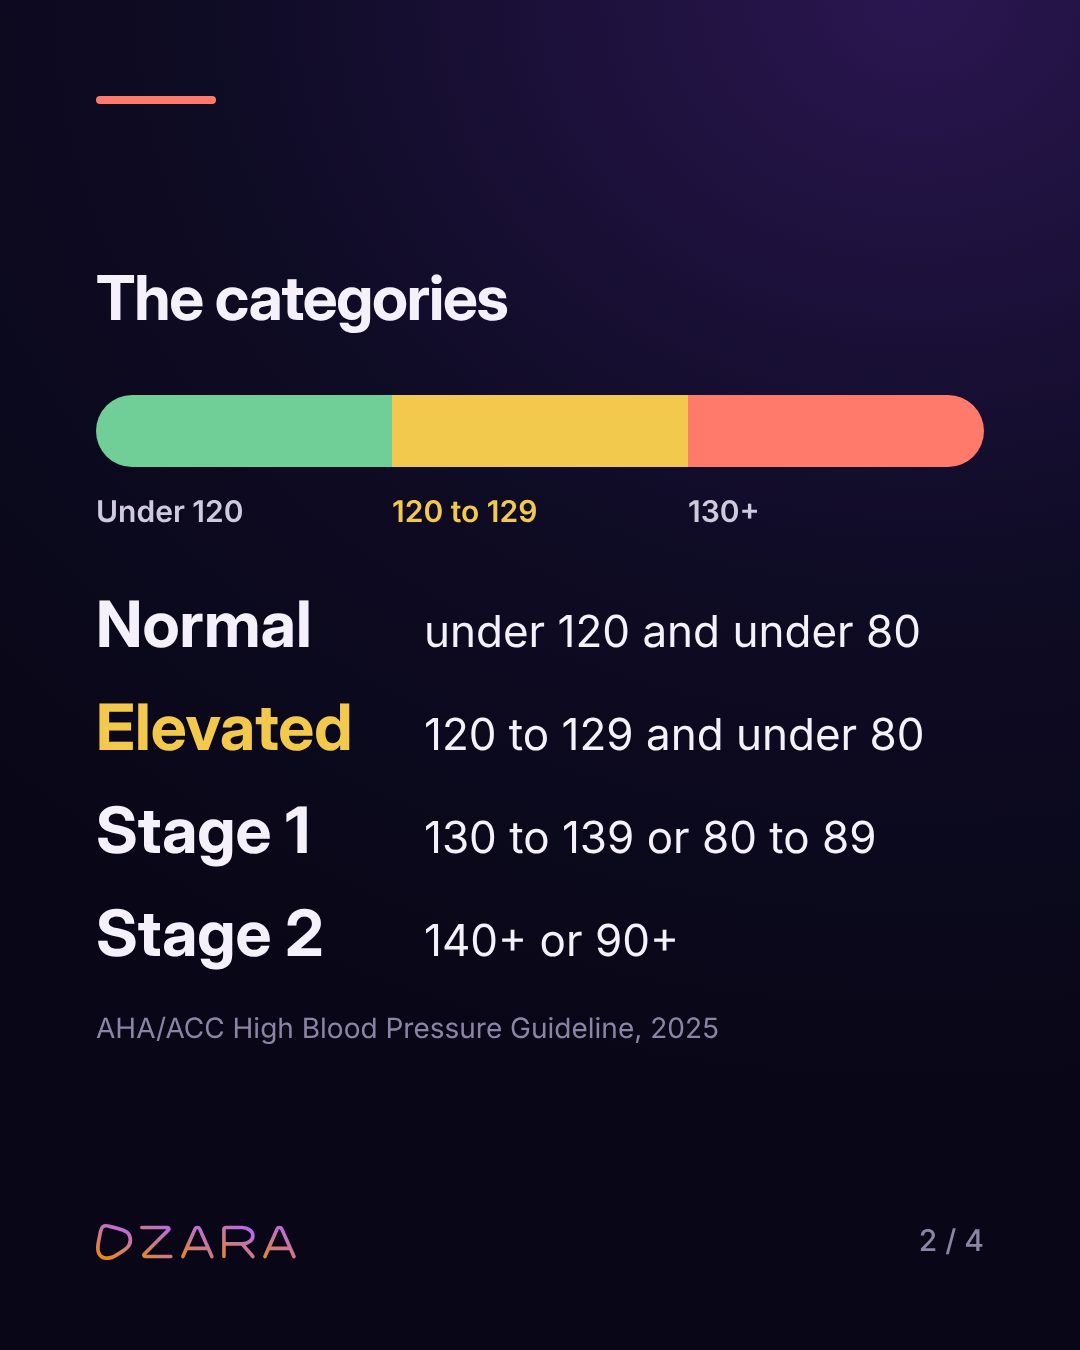 The categories
Under 120 120 to 129 130+
Normal under 120 and under 80
Elevated 120 to 129 and under 80
Stage 1 130 to 139 or 80 to 89
Stage 2 140+ or 90+
AHA/ACC High Blood Pressure Guideline, 2025
DZARA 2 / 4